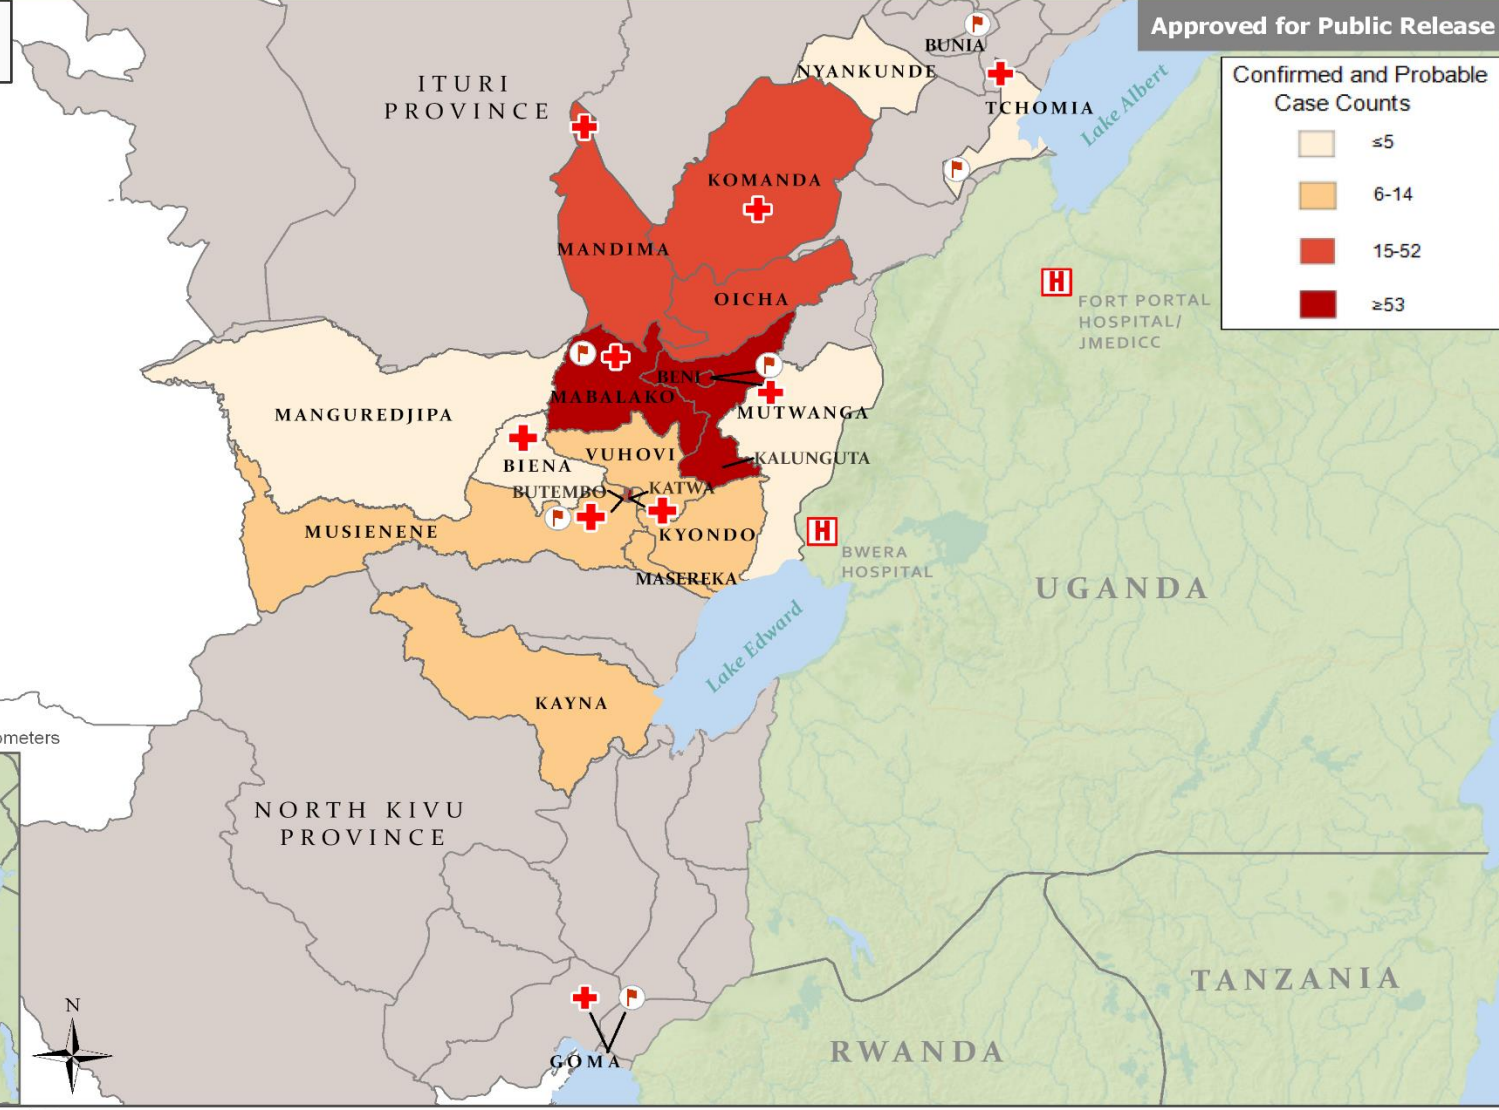 Approved for Public Release
Confirmed and Probable
Case Counts
≤5
6-14
15-52
≥53
BUNIA
NYANKUNDE
TCHOMIA
Lake Albert
ITURI
PROVINCE
KOMANDA
MANDIMA
OICHA
FORT PORTAL
HOSPITAL/
JMEDICC
BENI
MABALAKO
MANGUREDJIPA
MUTWANGA
VUHOVI
KALUNGUTA
BIENA
BUTEMBO
KATWA
MUSIENENE
KYONDO
BWERA
HOSPITAL
MASEREKA
UGANDA
Lake Edward
KAYNA
ometers
NORTH KIVU
PROVINCE
TANZANIA
N
RWANDA
GOMA
H
H